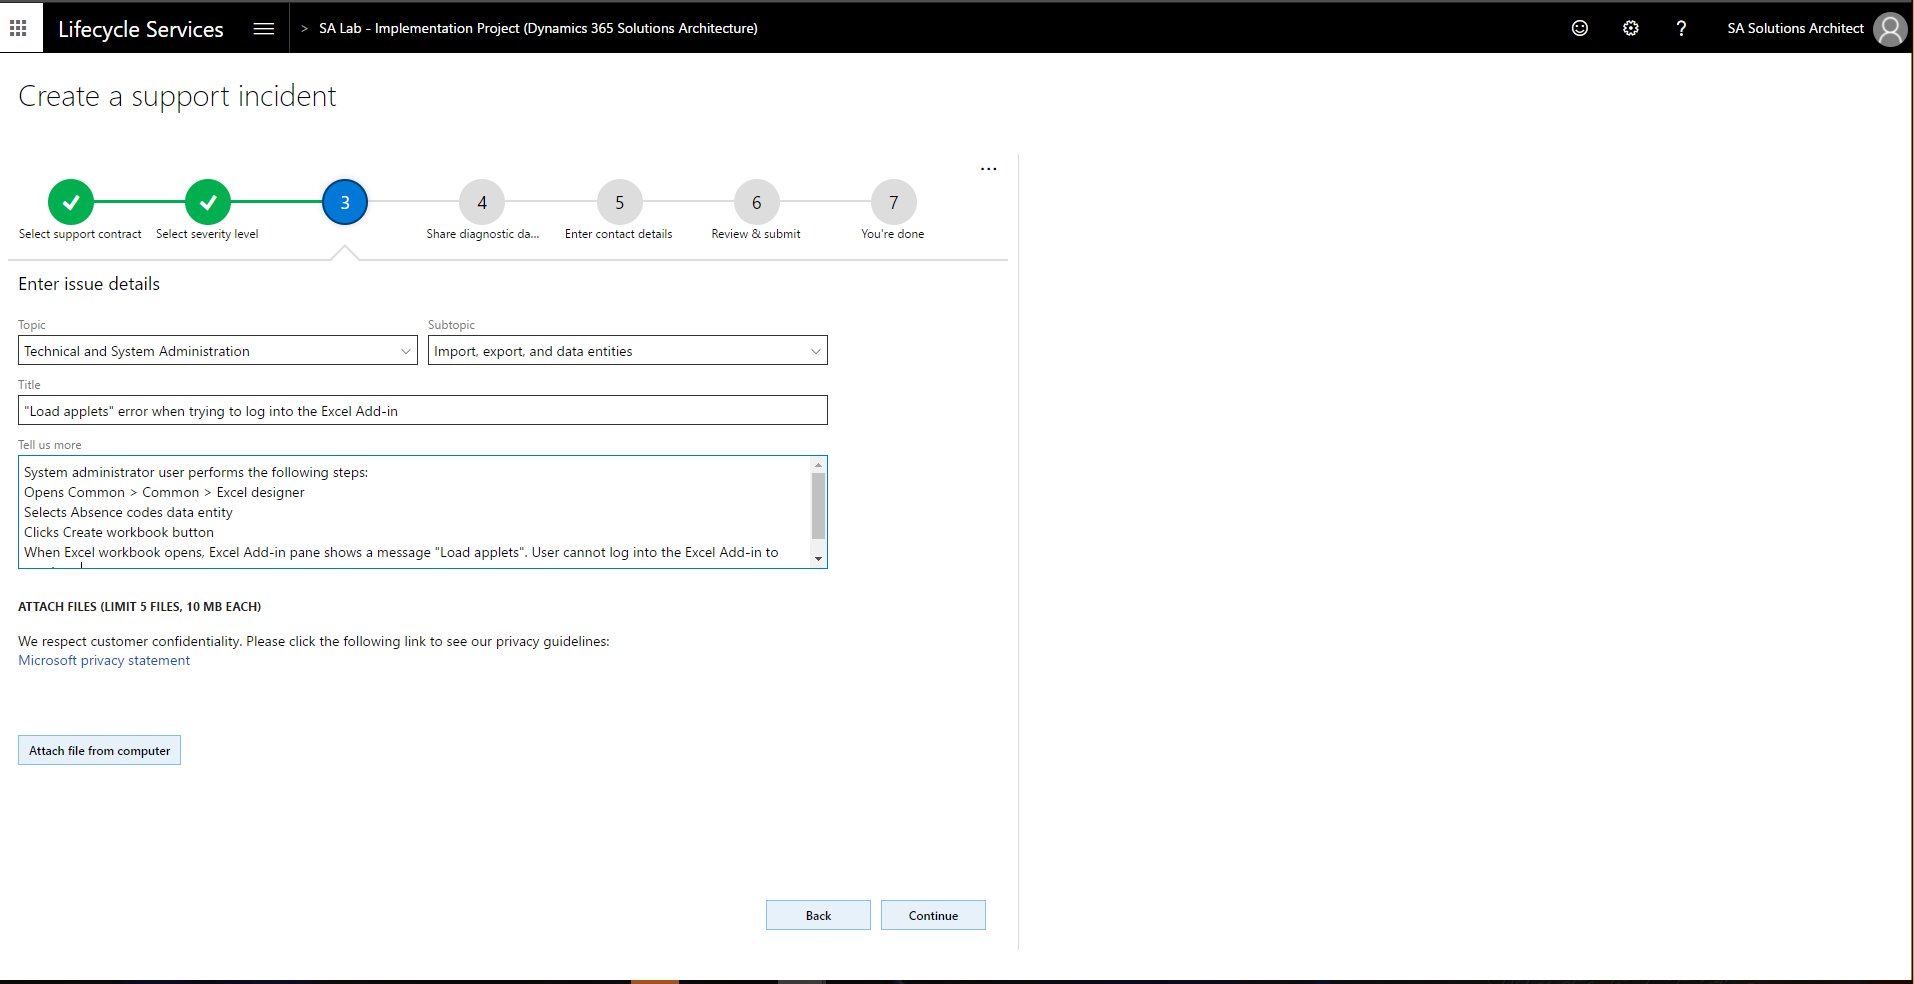 Lifecycle Services
> SA Lab - Implementation Project (Dynamics 365 Solutions Architecture)
? SA Solutions Architect
Create a support incident
...
3 4 5 6 7
Select support contract Select severity level Share diagnostic da... Enter contact details Review & submit You're done
Enter issue details
Topic Subtopic
Technical and System Administration Import, export, and data entities
Title
"Load applets" error when trying to log into the Excel Add-in
Tell us more
System administrator user performs the following steps:
Opens Common > Common > Excel designer
Selects Absence codes data entity
Clicks Create workbook button
When Excel workbook opens, Excel Add-in pane shows a message "Load applets". User cannot log into the Excel Add-in to
ATTACH FILES (LIMIT 5 FILES, 10 MB EACH)
We respect customer confidentiality. Please click the following link to see our privacy guidelines:
Microsoft privacy statement
Attach file from computer
Back Continue